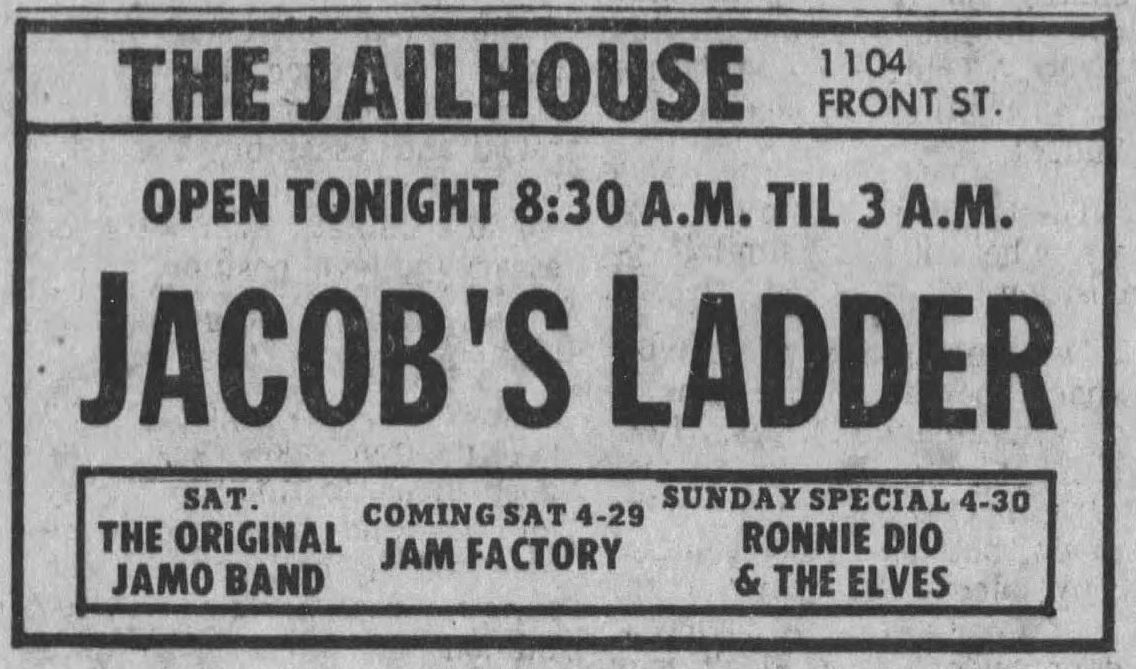 THE JAILHOUSE
1104
FRONT ST.
OPEN TONIGHT 8:30 A.M. TIL 3 A.M.
JACOB'S LADDER
SAT.
THE ORIGINAL
JAMO BAND
COMING SAT 4-29
JAM FACTORY
SUNDAY SPECIAL 4-30
RONNIE DIO
& THE ELVES